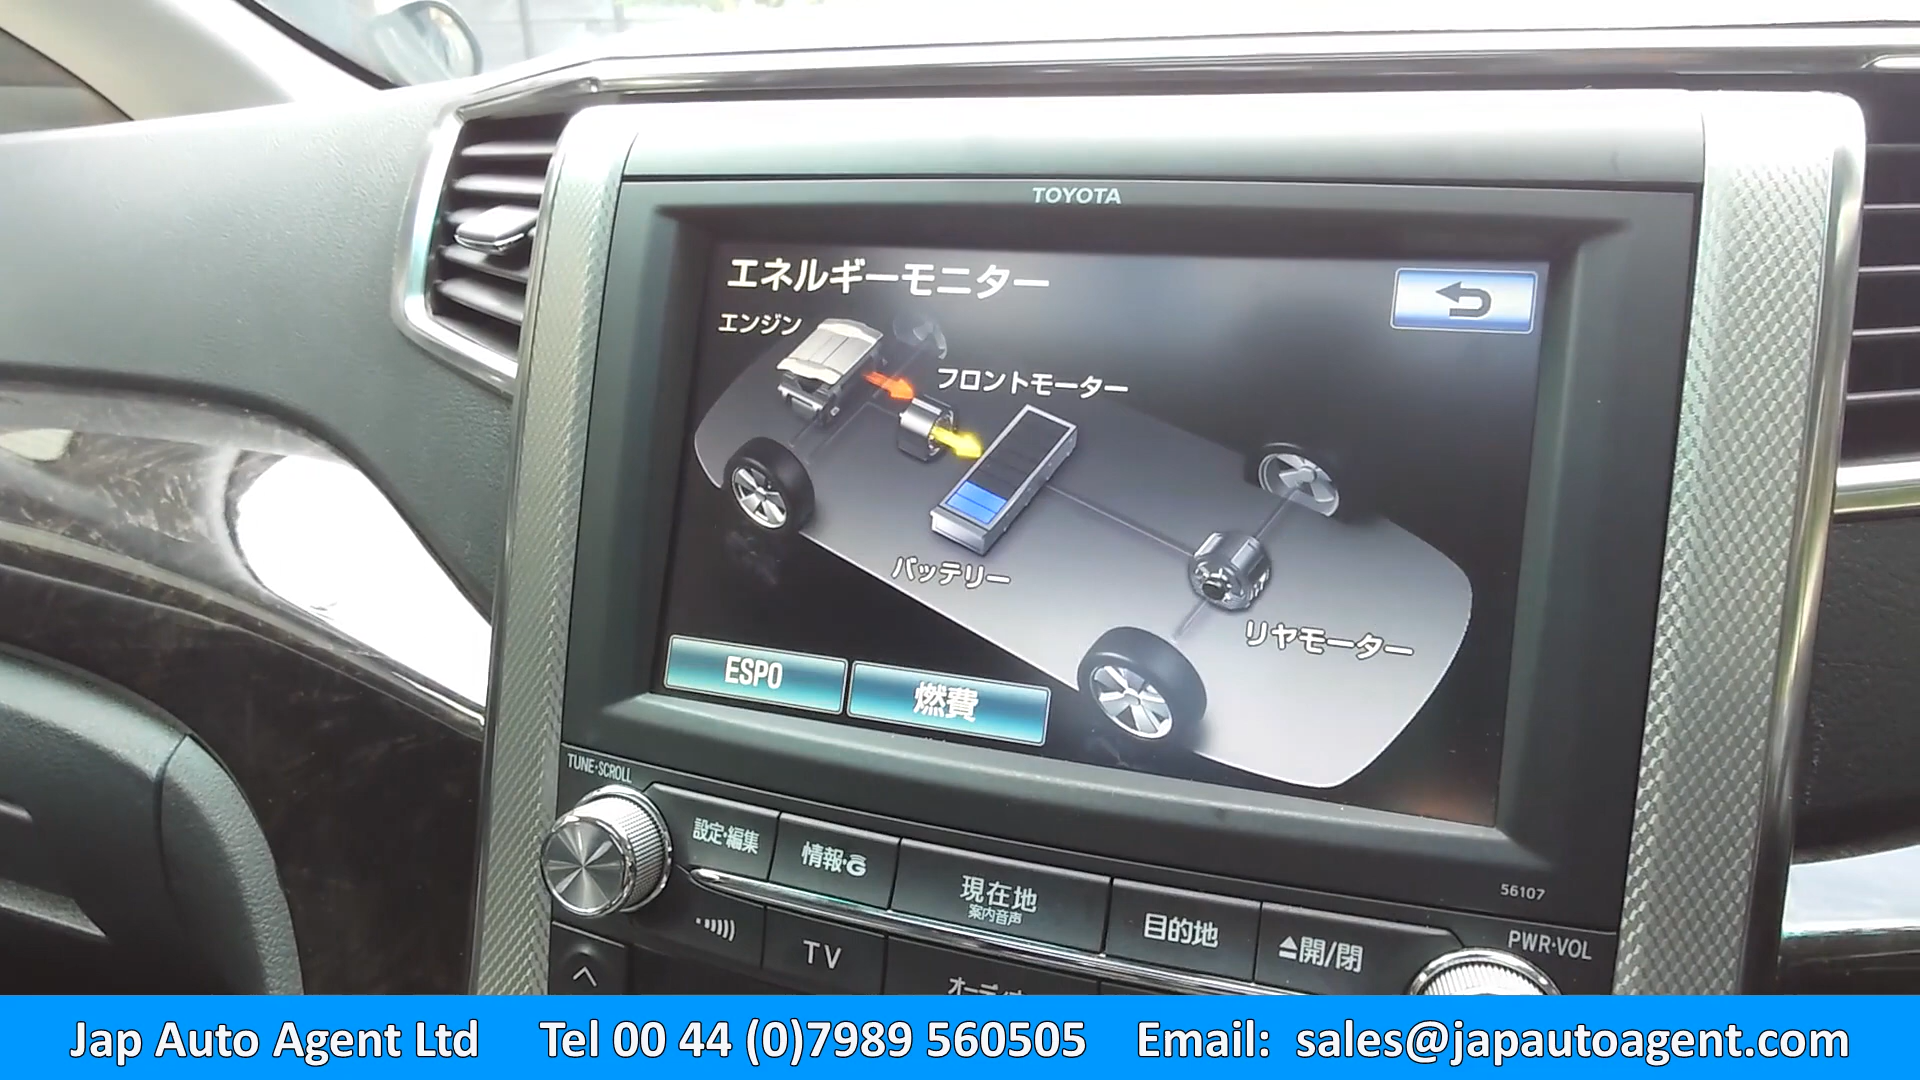 TOYOTA
エネルギーモニター
エンジン
フロントモーター
バッテリー
リヤモーター
ESPO
燃費
TUNE·SCROLL
設定·編集
情報·G
現在地
案内音声
目的地
開/閉
56107
PWR·VOL
TV
Jap Auto Agent Ltd Tel 00 44 (0)7989 560505 Email: sales@japautoagent.com